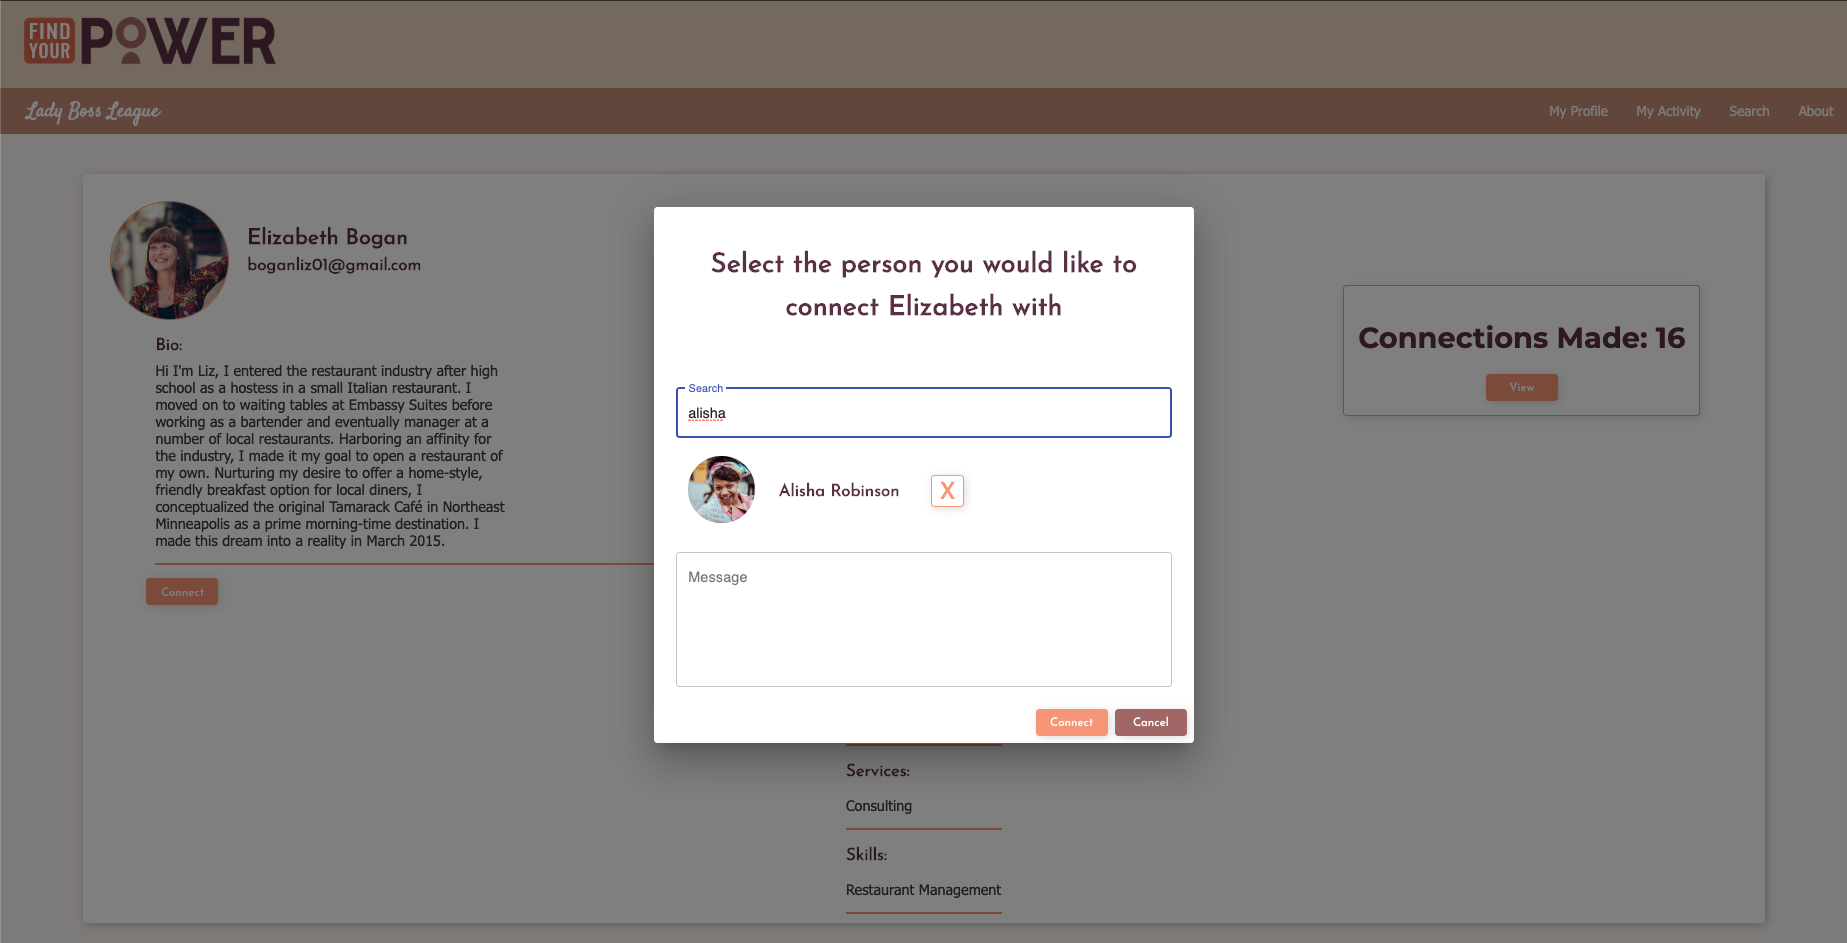 FIND
YOUR
POWER
Lady Boss League
My Profile
My Activity
Search
About
Elizabeth Bogan
boganliz01@gmail.com
Bio:
Hi I'm Liz, I entered the restaurant industry after high
school as a hostess in a small Italian restaurant. I
moved on to waiting tables at Embassy Suites before
working as a bartender and eventually manager at a
number of local restaurants. Harboring an affinity for
the industry, I made it my goal to open a restaurant of
my own. Nurturing my desire to offer a home-style,
friendly breakfast option for local diners, I
conceptualized the original Tamarack Café in Northeast
Minneapolis as a prime morning-time destination. I
made this dream into a reality in March 2015.
Connect
Select the person you would like to
connect Elizabeth with
Search
alisha
Alisha Robinson
X
Message
Connect
Cancel
Connections Made: 16
View
Services:
Consulting
Skills:
Restaurant Management